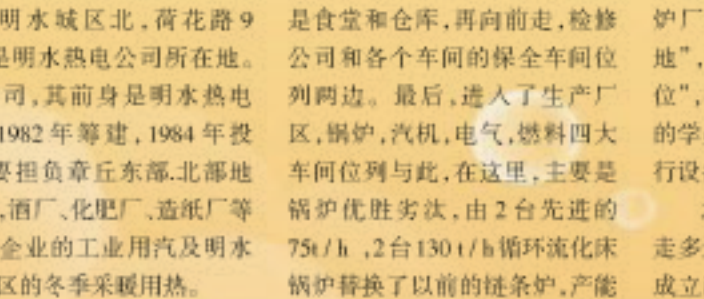 明水城区北,荷花路9
是明水热电公司所在地。
司,其前身是明水热电
1982年筹建,1984年投
要担负章丘东部.北部地
,酒厂、化肥厂、造纸厂等
企业的工业用汽及明水
区的冬季采暖用热。
是食堂和仓库,再向前走,检修
公司和各个车间的保全车间位
列两边。最后,进入了生产厂
区,锅炉,汽机,电气,燃料四大
车间位列与此,在这里,主要是
锅炉优胜劣汰,由2台先进的
75t/h ,2台130t/h循环流化床
锅炉替换了以前的链条炉,产能
炉厂
地”,
位”,
的学
行设
走多
成立